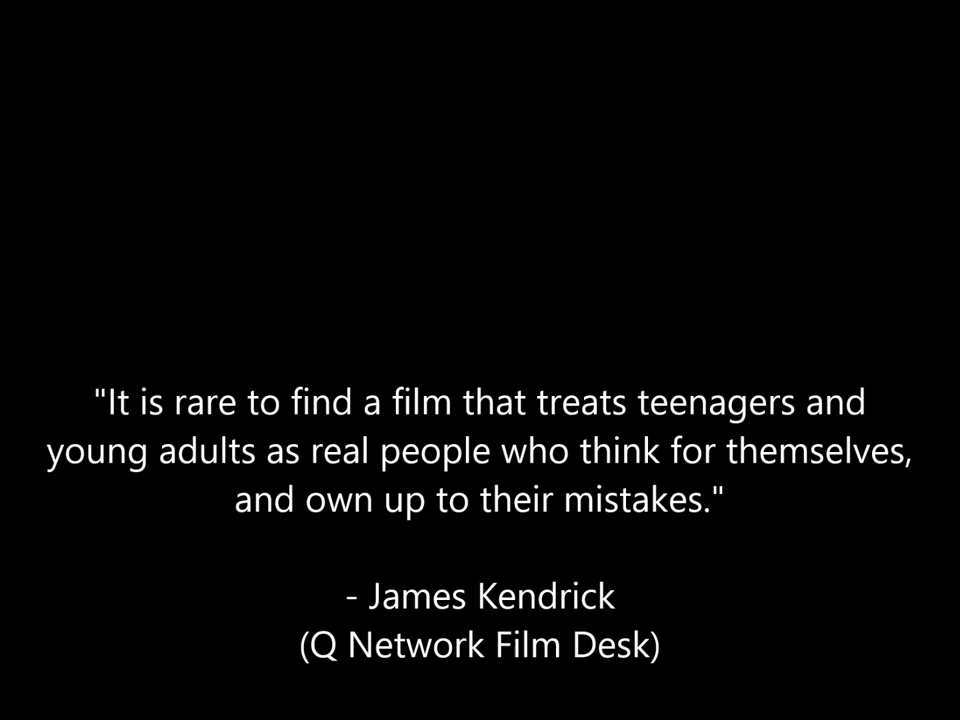 "It is rare to find a film that treats teenagers and
young adults as real people who think for themselves,
and own up to their mistakes."
- James Kendrick
(Q Network Film Desk)